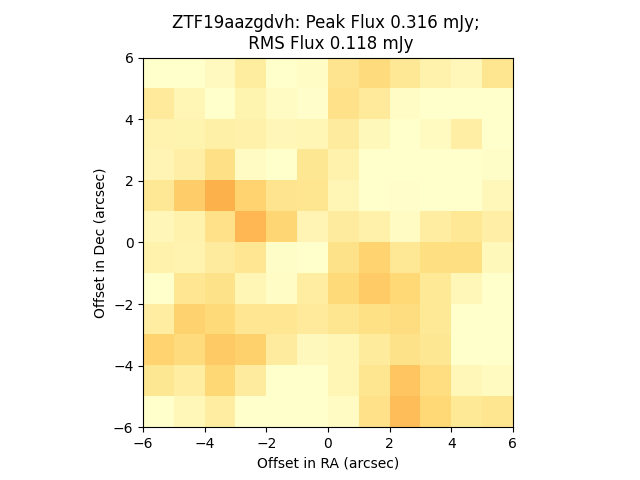 ZTF19aazgdvh: Peak Flux 0.316 mJy;
RMS Flux 0.118 mJy
6
4
2
0
−2
−4
−6
Offset in Dec (arcsec)
−6 −4 −2 0 2 4 6
Offset in RA (arcsec)